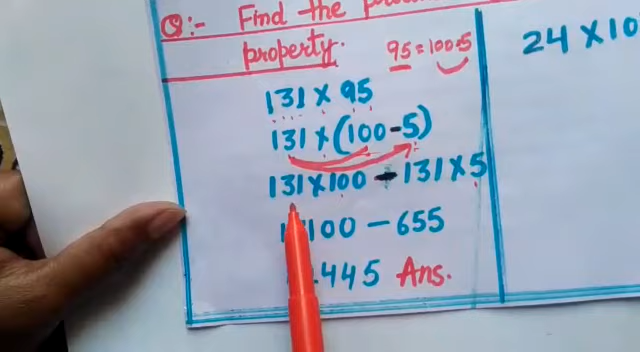 Q:- Find the
property. 95 = 100-5
131 × 95
131 × (100-5)
131×100 - 131×5
100 - 655
445 Ans.
24 × 10